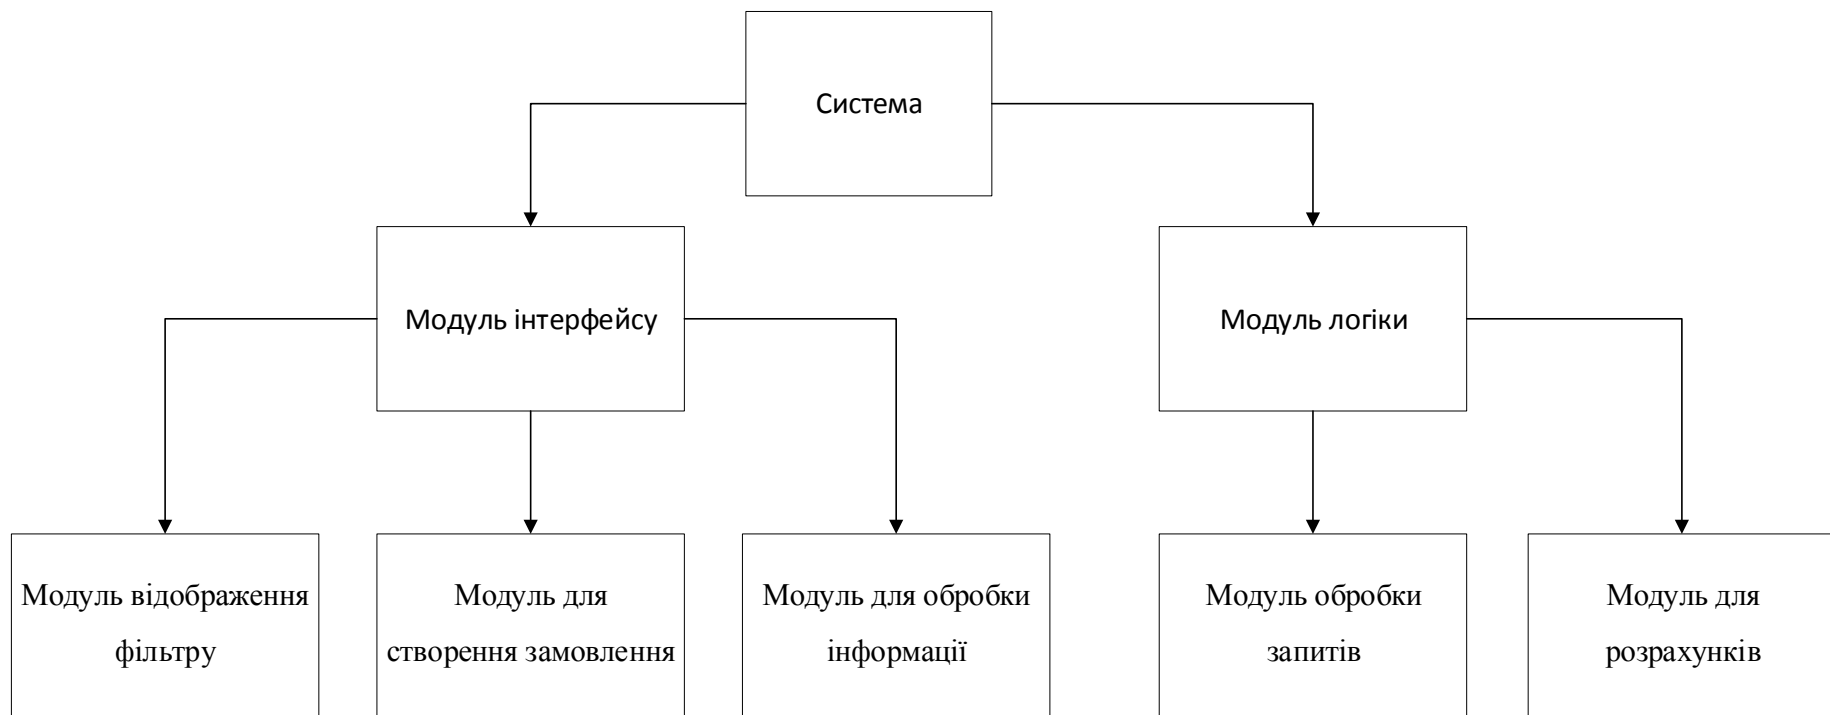 Система
Модуль інтерфейсу
Модуль логіки
Модуль відображення
фільтру
Модуль для
створення замовлення
Модуль для обробки
інформації
Модуль обробки
запитів
Модуль для
розрахунків